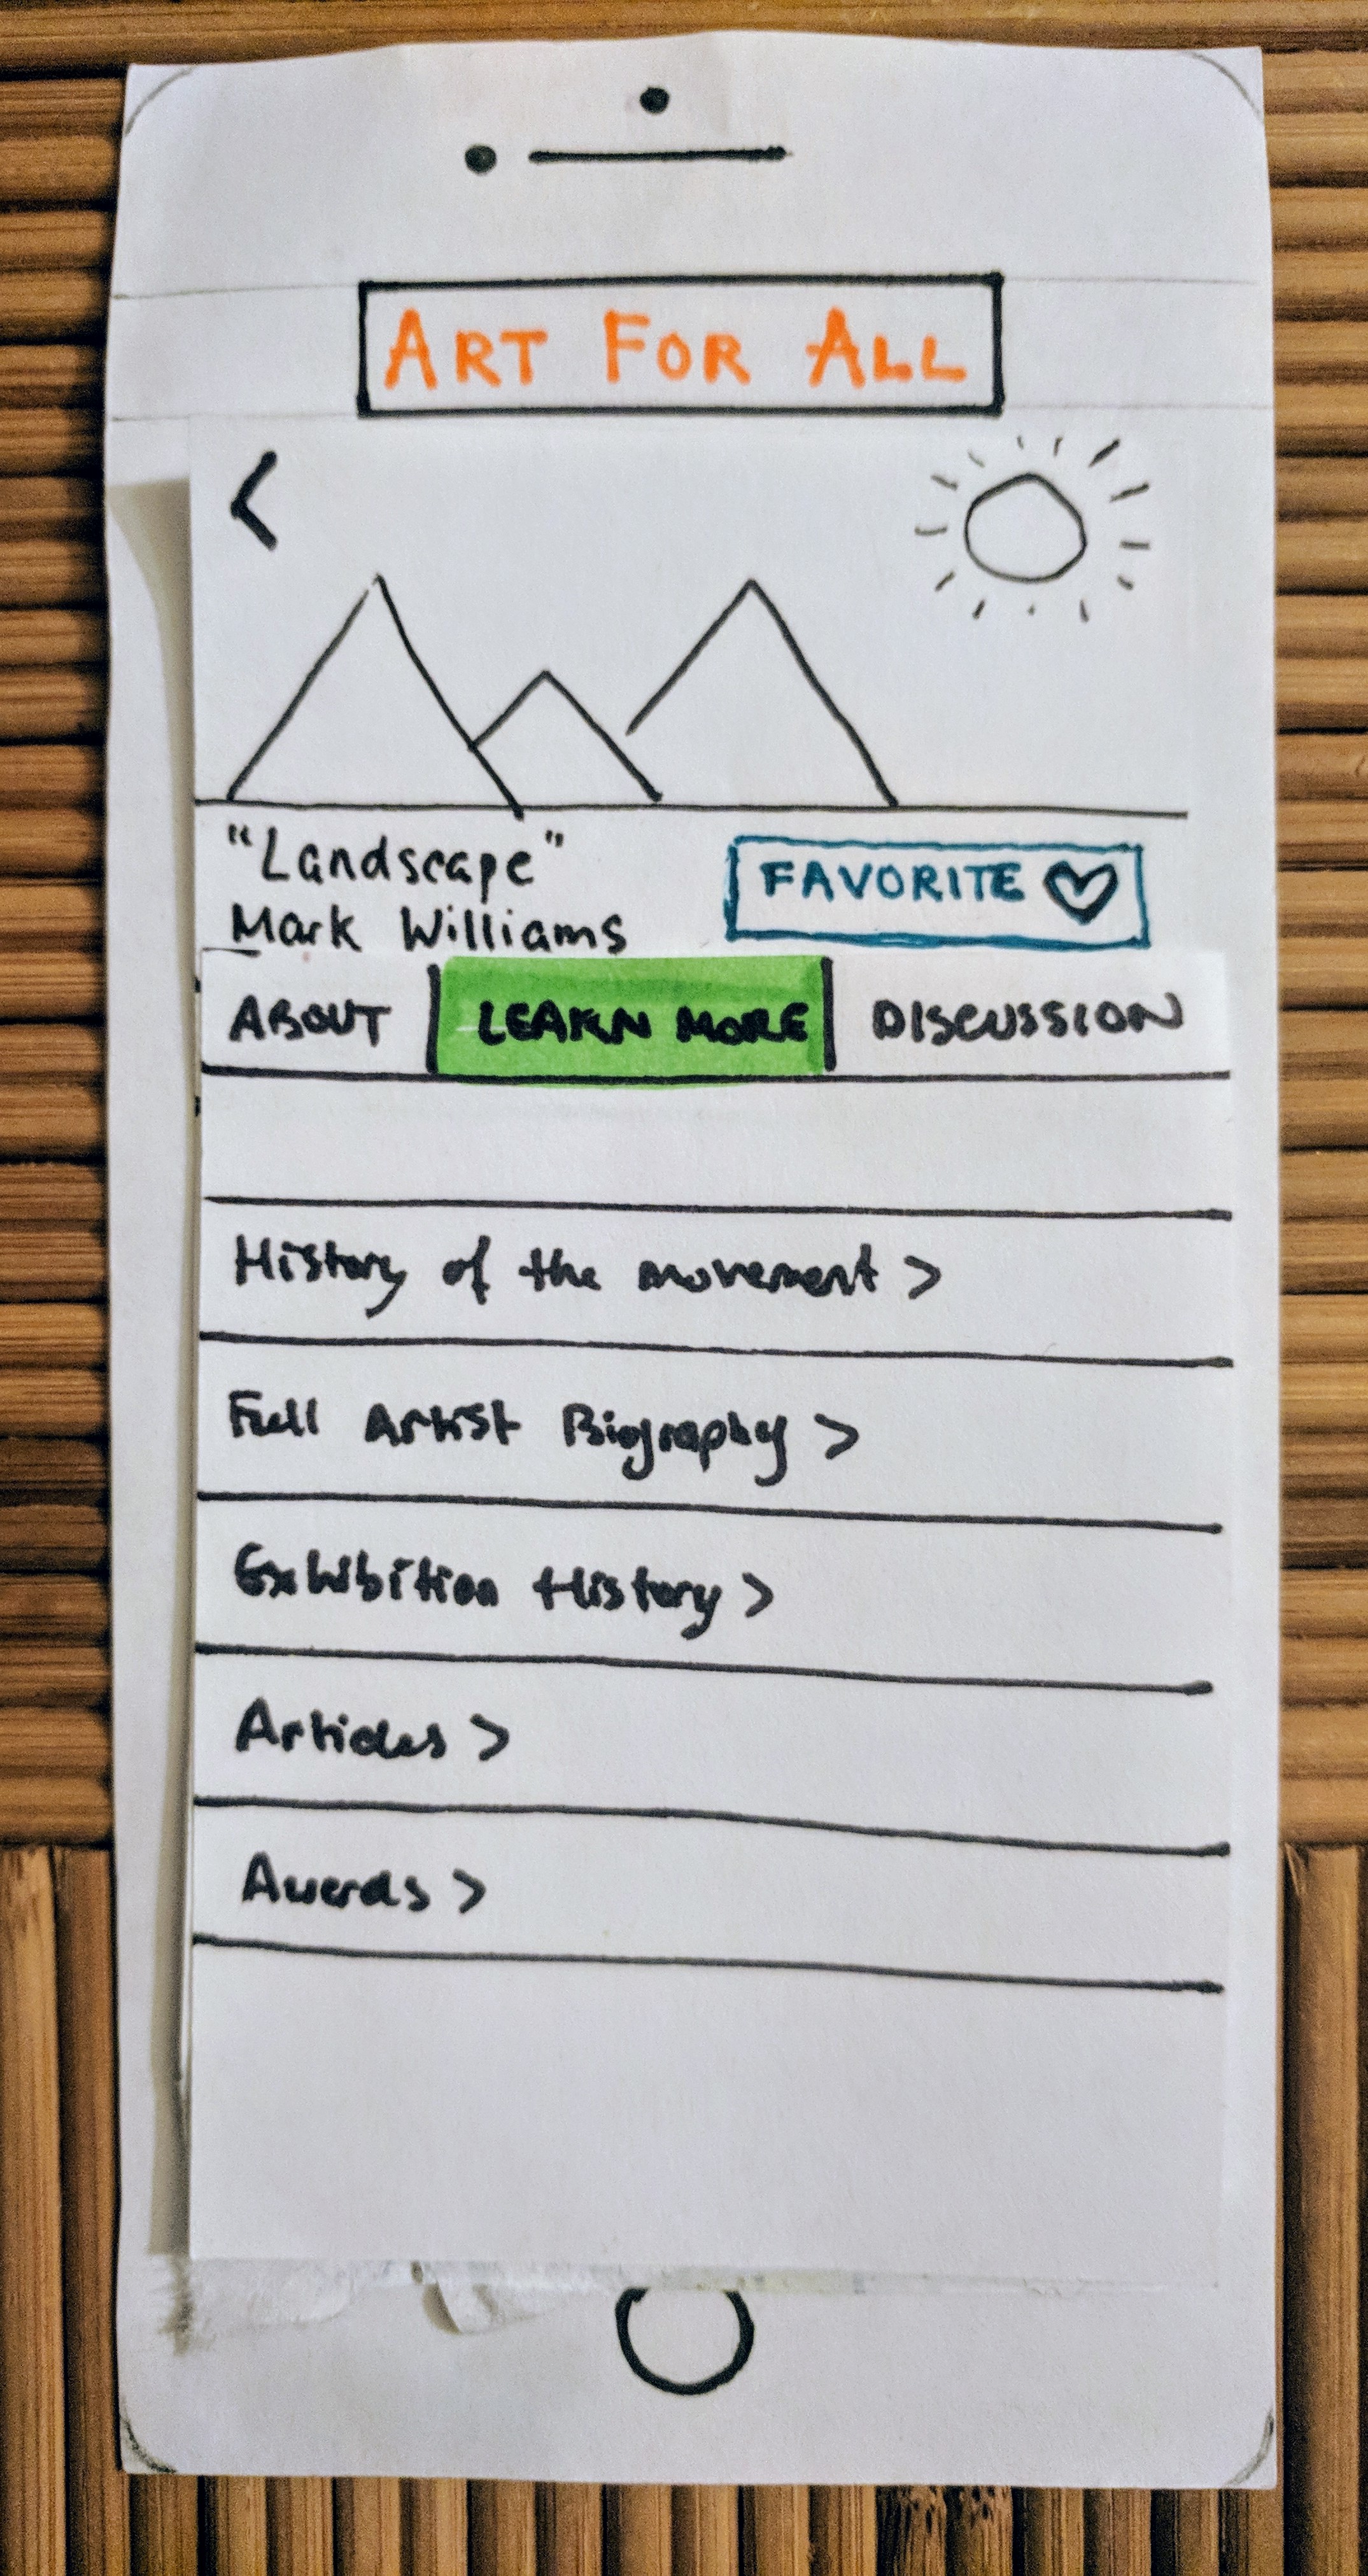 ART FOR ALL
<
"Landscape"
Mark Williams
FAVORITE ♡
ABOUT | LEARN MORE | DISCUSSION
History of the movement >
Full Artist Biography >
Exhibition History >
Articles >
Awards >